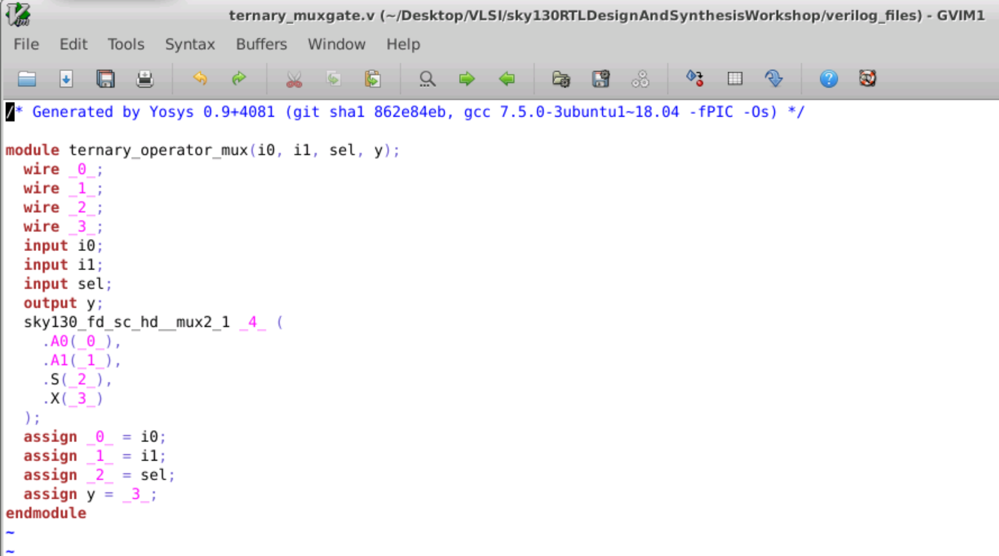 ternary_muxgate.v (~/Desktop/VLSI/sky130RTLDesignAndSynthesisWorkshop/verilog_files) - GVIM1
File Edit Tools Syntax Buffers Window Help
/* Generated by Yosys 0.9+4081 (git sha1 862e84eb, gcc 7.5.0-3ubuntu1~18.04 -fPIC -Os) */
module ternary_operator_mux(i0, i1, sel, y);
  wire _0_;
  wire _1_;
  wire _2_;
  wire _3_;
  input i0;
  input i1;
  input sel;
  output y;
  sky130_fd_sc_hd__mux2_1 _4_ (
    .A0(_0_),
    .A1(_1_),
    .S(_2_),
    .X(_3_)
  );
  assign _0_ = i0;
  assign _1_ = i1;
  assign _2_ = sel;
  assign y = _3_;
endmodule
~
~